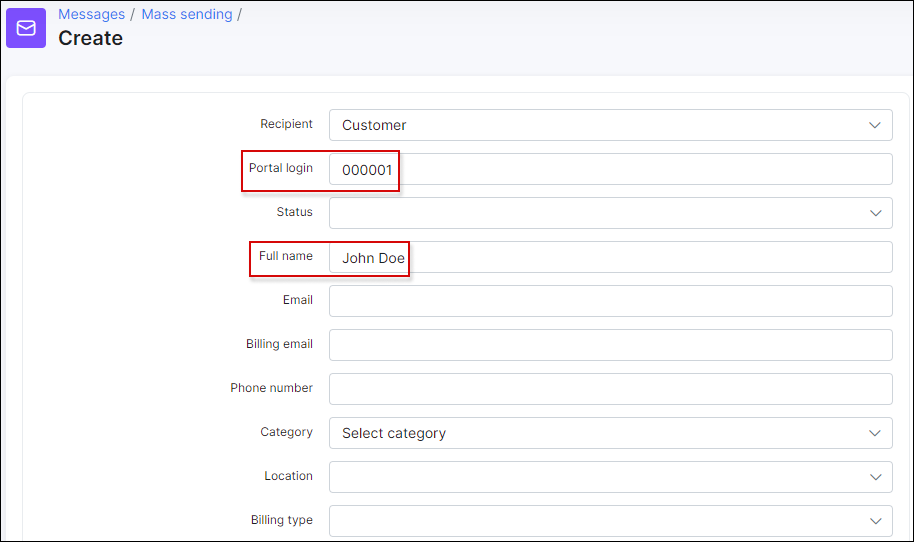 Messages / Mass sending /
Create
Recipient Customer
Portal login 000001
Status
Full name John Doe
Email
Billing email
Phone number
Category Select category
Location
Billing type